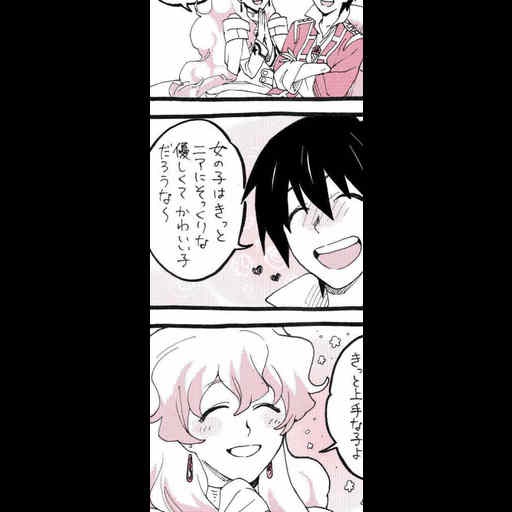 女の子はきっと
ニアにそっくりな
優しくてかわいい子
だろうな〜
きっと上手な子よ